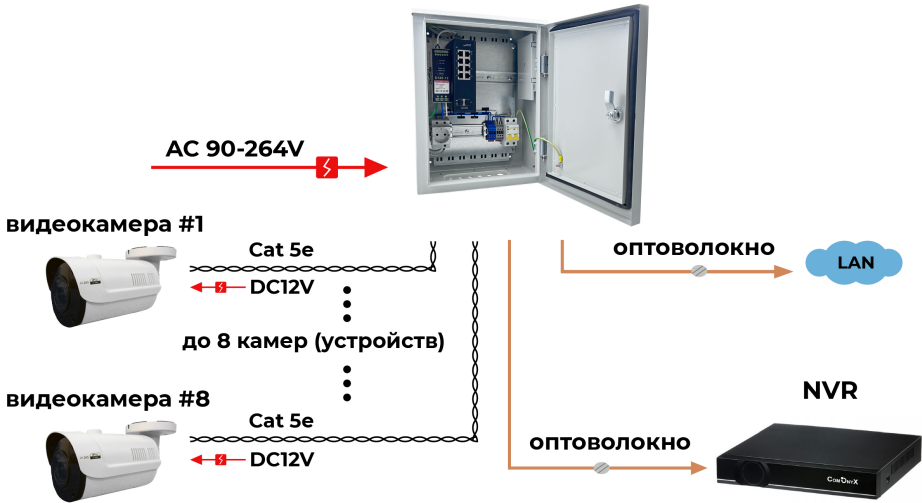 AC 90-264V
видеокамера #1
Cat 5e
DC12V
оптоволокно
LAN
до 8 камер (устройств)
NVR
видеокамера #8
Cat 5e
DC12V
оптоволокно
COMONYX